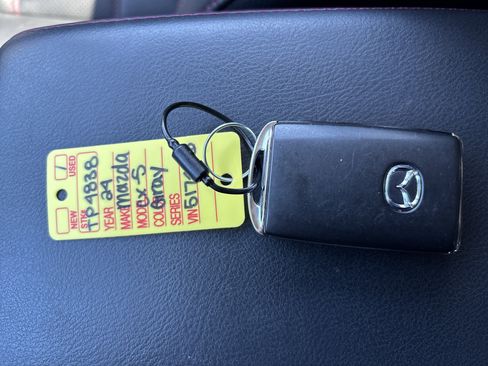 NEW USED /
STK# TP4838
YEAR 24
MAKE Mazda
MODEL CX-5
COLOR Gray
SERIES
VIN 517